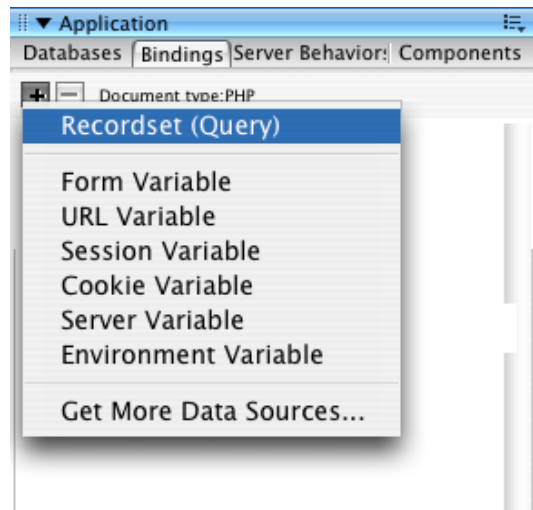 Application
Databases Bindings Server Behaviors Components
Document type:PHP
Recordset (Query)
Form Variable
URL Variable
Session Variable
Cookie Variable
Server Variable
Environment Variable
Get More Data Sources...